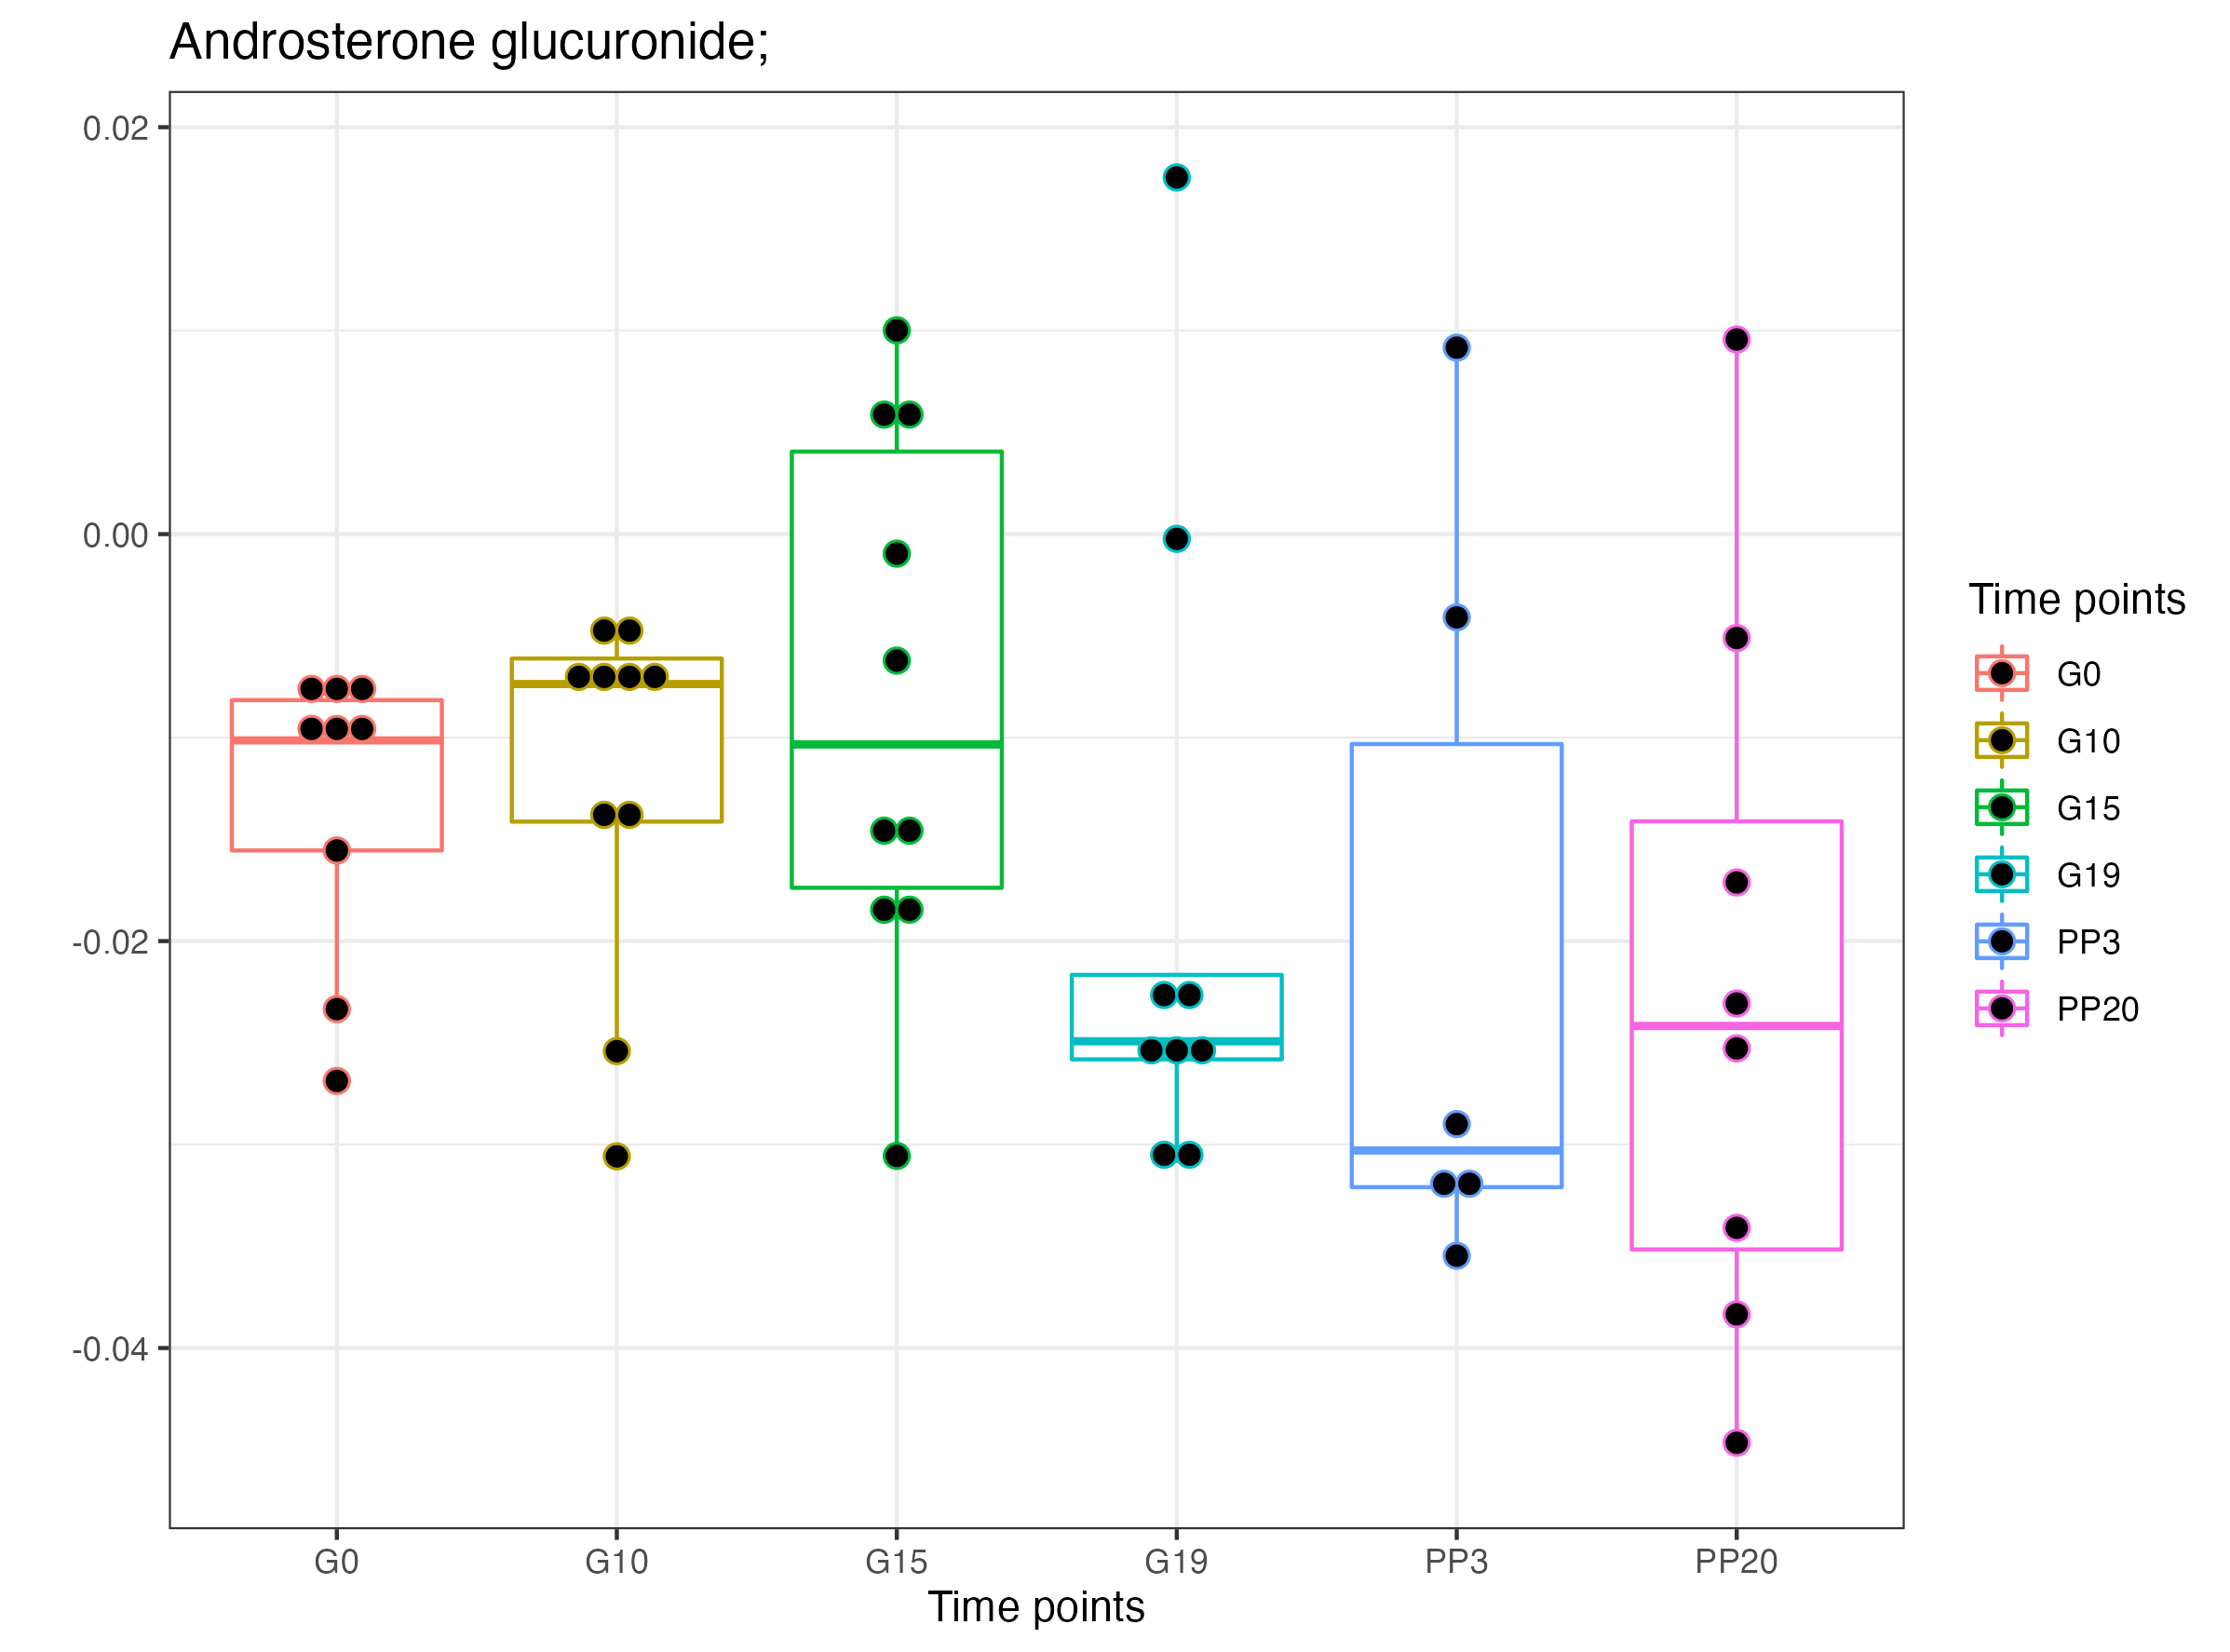 Androsterone glucuronide;
0.02
0.00
-0.02
-0.04
G0 G10 G15 G19 PP3 PP20
Time points
Time points
G0
G10
G15
G19
PP3
PP20